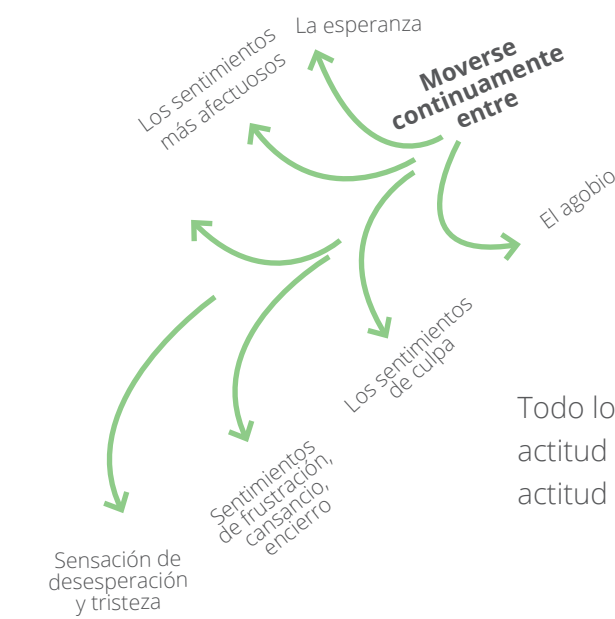 La esperanza
Los sentimientos
más afectuosos
Moverse
continuamente
entre
El agobio
Los sentimientos
de culpa
Todo lo
actitud
actitud
Sentimientos
de frustración,
cansancio,
encierro
Sensación de
desesperación
y tristeza